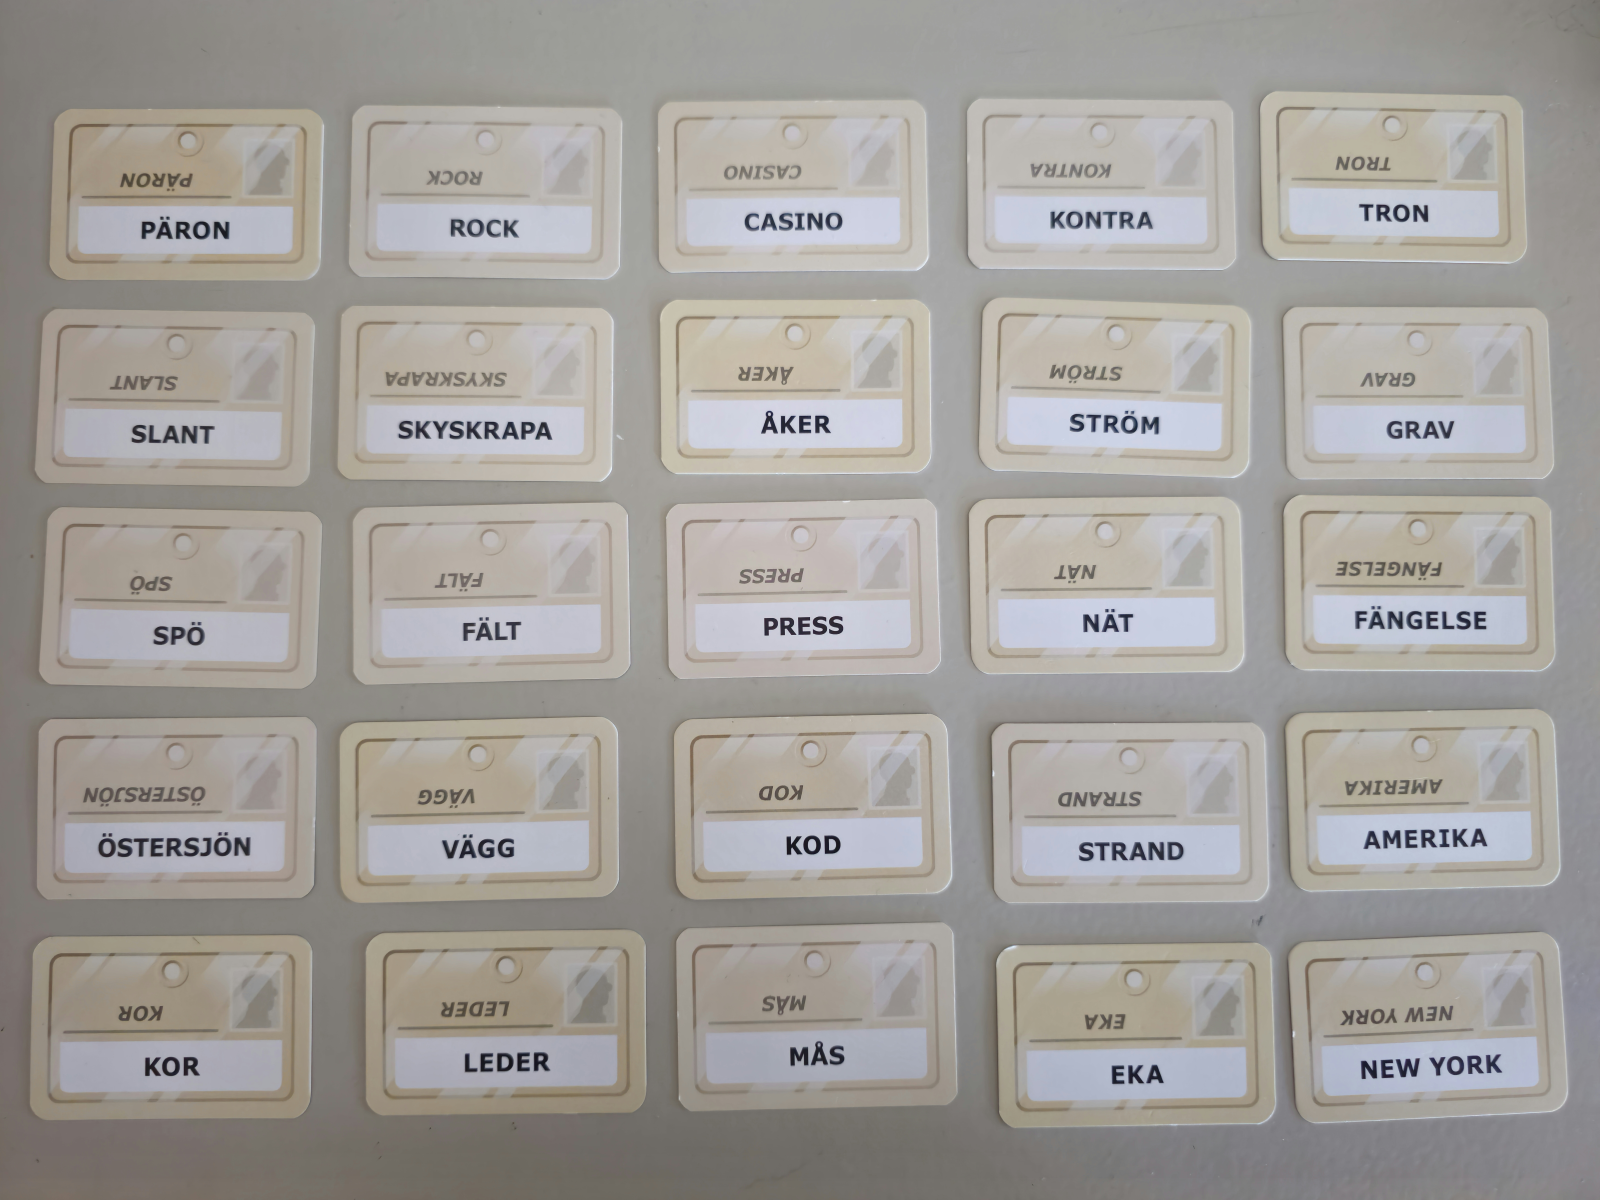 PÄRON
PÄRON
ROCK
ROCK
CASINO
CASINO
KONTRA
KONTRA
TRON
TRON
SLANT
SLANT
SKYSKRAPA
SKYSKRAPA
ÅKER
ÅKER
STRÖM
STRÖM
GRAV
GRAV
SPÖ
SPÖ
FÄLT
FÄLT
PRESS
PRESS
NÄT
NÄT
FÄNGELSE
FÄNGELSE
ÖSTERSJÖN
ÖSTERSJÖN
VÄGG
VÄGG
KOD
KOD
STRAND
STRAND
AMERIKA
AMERIKA
KOR
KOR
LEDER
LEDER
MÅS
MÅS
EKA
EKA
NEW YORK
NEW YORK